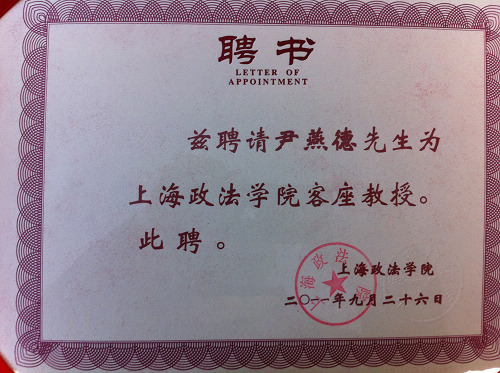 聘书
LETTER OF
APPOINTMENT
兹聘请尹燕德先生为
上海政法学院客座教授。
此聘。
上海政法学院
二〇一一年九月二十六日